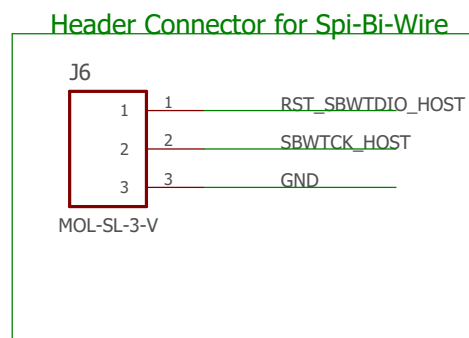 Header Connector for Spi-Bi-Wire
J6
1 1 RST_SBWTDIO_HOST
2 2 SBWTCK_HOST
3 3 GND
MOL-SL-3-V